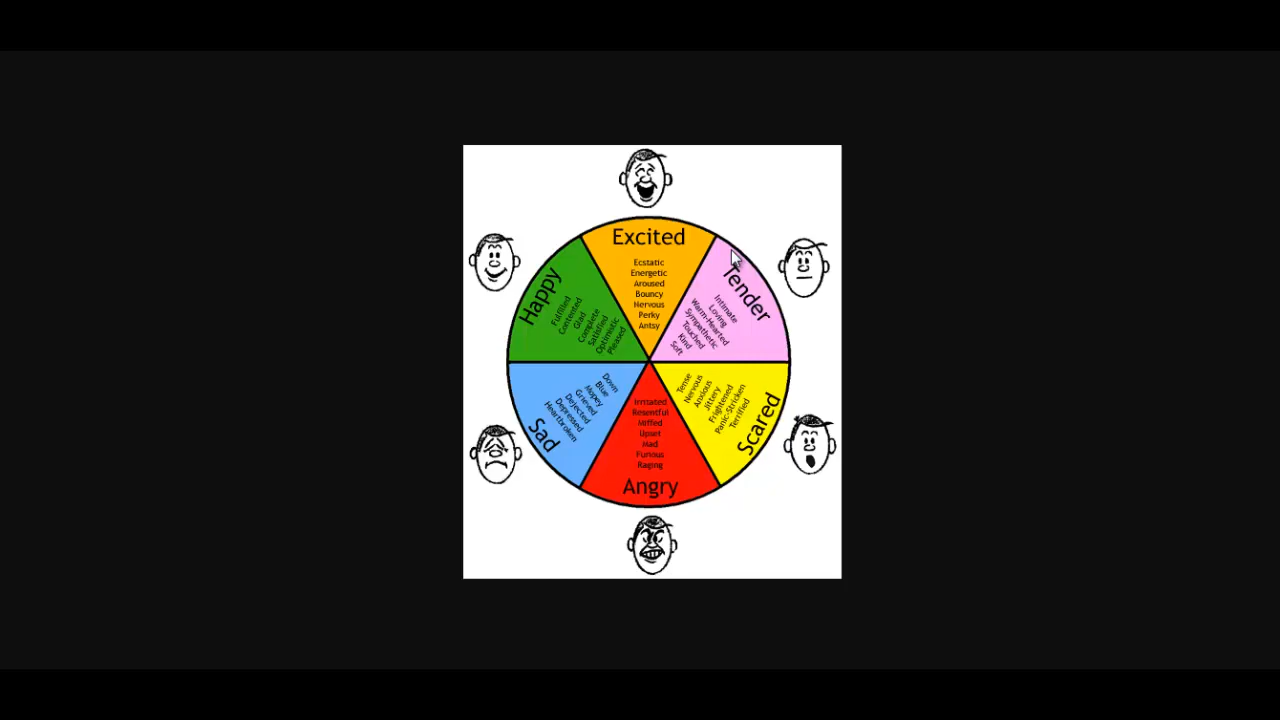 Excited
Ecstatic
Energetic
Aroused
Bouncy
Nervous
Perky
Antsy
Tender
Intimate
Loving
Warm-Hearted
Sympathetic
Touched
Kind
Soft
Scared
Tense
Nervous
Anxious
Jittery
Frightened
Panic-Stricken
Terrified
Angry
Irritated
Resentful
Miffed
Upset
Mad
Furious
Raging
Sad
Down
Blue
Mopey
Grieved
Dejected
Depressed
Heartbroken
Happy
Fulfilled
Contented
Glad
Complete
Satisfied
Optimistic
Pleased